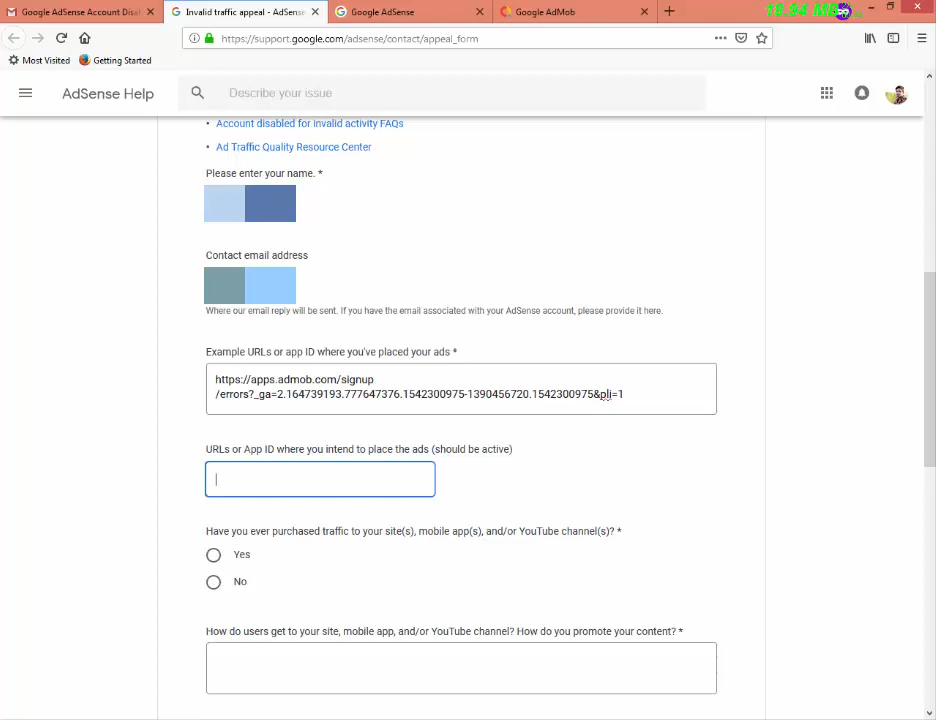 Google AdSense Account Disa
Invalid traffic appeal - AdSens
Google AdSense
Google AdMob
18.94 MB
https://support.google.com/adsense/contact/appeal_form
Most Visited
Getting Started
AdSense Help
Describe your issue
• Account disabled for invalid activity FAQs
• Ad Traffic Quality Resource Center
Please enter your name. *
Contact email address
Where our email reply will be sent. If you have the email associated with your AdSense account, please provide it here.
Example URLs or app ID where you've placed your ads *
https://apps.admob.com/signup
/errors?_ga=2.164739193.777647376.1542300975-1390456720.1542300975&pli=1
URLs or App ID where you intend to place the ads (should be active)
Have you ever purchased traffic to your site(s), mobile app(s), and/or YouTube channel(s)? *
Yes
No
How do users get to your site, mobile app, and/or YouTube channel? How do you promote your content? *